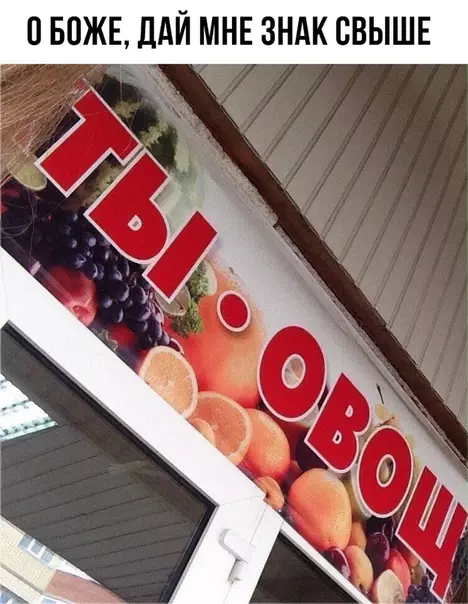 О БОЖЕ, ДАЙ МНЕ ЗНАК СВЫШЕ
ТЫ · ОВОЩ